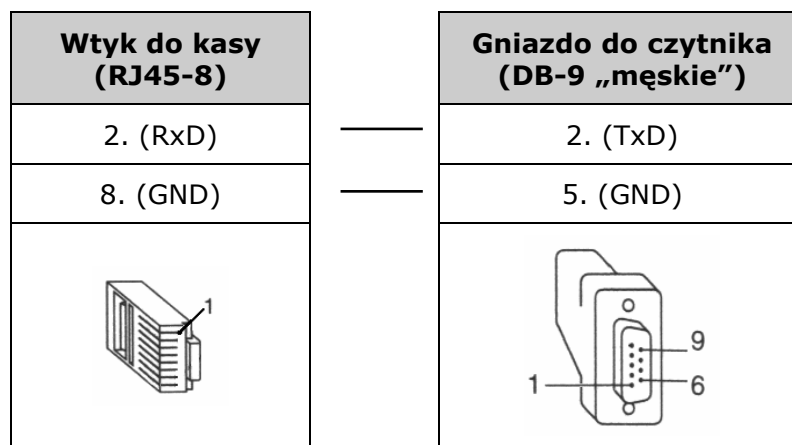 Wtyk do kasy
(RJ45-8)
Gniazdo do czytnika
(DB-9 „męskie”)
2. (RxD)
2. (TxD)
8. (GND)
5. (GND)
1
9
1
6